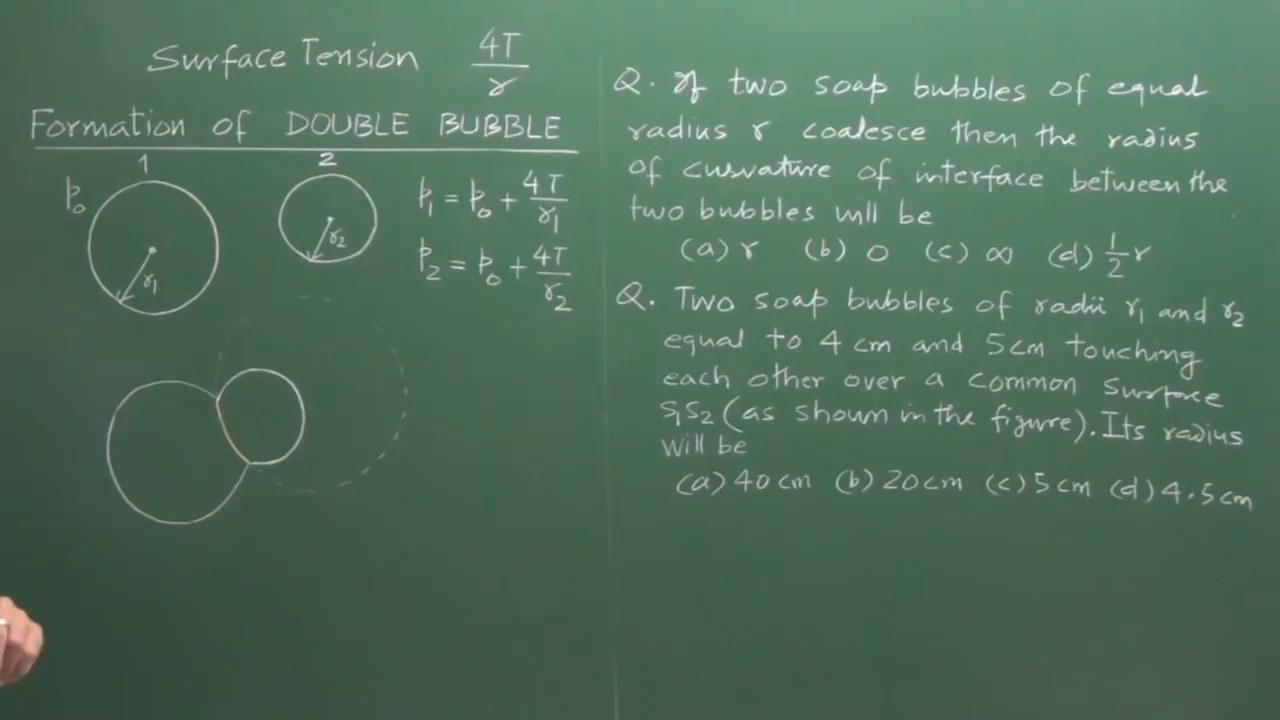 Surface Tension 4T/r
Formation of DOUBLE BUBBLE
1 2
p₀
r₁
r₂
p₁ = p₀ + 4T/r₁
p₂ = p₀ + 4T/r₂
Q. If two soap bubbles of equal
radius r coalesce then the radius
of curvature of interface between the
two bubbles will be
(a) r (b) 0 (c) ∞ (d) 1/2 r
Q. Two soap bubbles of radii r₁ and r₂
equal to 4 cm and 5 cm touching
each other over a common surface
S₁S₂ (as shown in the figure). Its radius
will be
(a) 40 cm (b) 20 cm (c) 5 cm (d) 4.5 cm